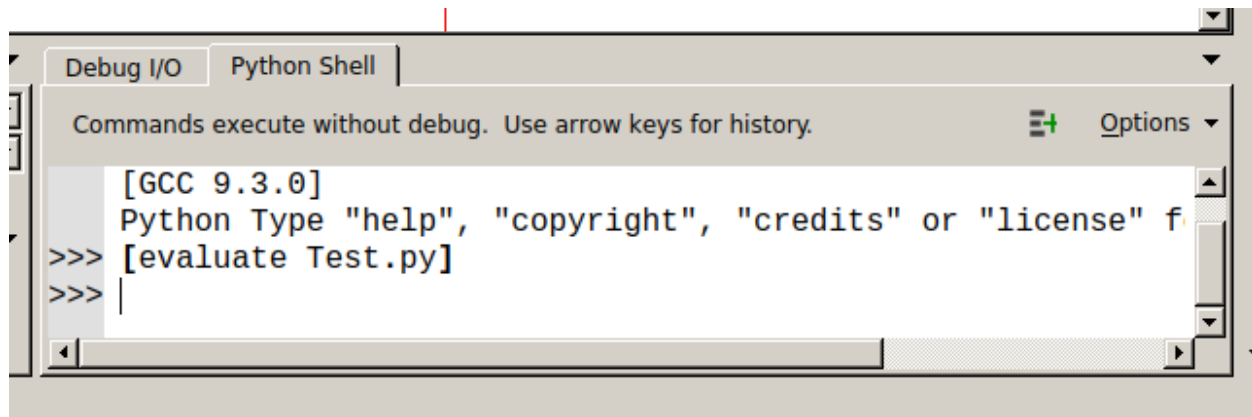 Debug I/O Python Shell
Commands execute without debug. Use arrow keys for history. Options
[GCC 9.3.0]
Python Type "help", "copyright", "credits" or "license"
>>> [evaluate Test.py]
>>>